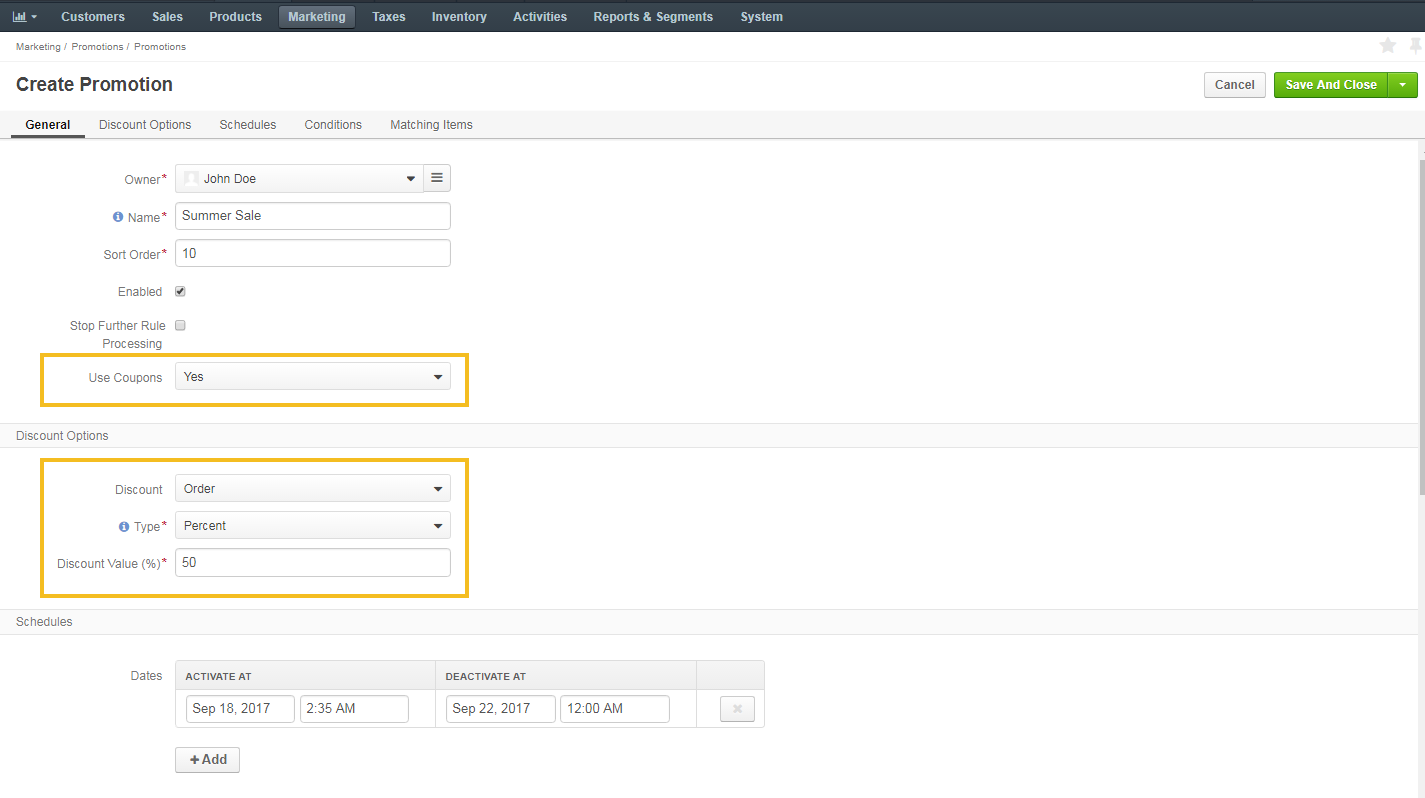 Customers Sales Products Marketing Taxes Inventory Activities Reports & Segments System
Marketing / Promotions / Promotions
Create Promotion
Cancel Save And Close
General Discount Options Schedules Conditions Matching Items
Owner* John Doe
Name* Summer Sale
Sort Order* 10
Enabled
Stop Further Rule
Processing
Use Coupons Yes
Discount Options
Discount Order
Type* Percent
Discount Value (%)* 50
Schedules
Dates ACTIVATE AT DEACTIVATE AT
Sep 18, 2017 2:35 AM Sep 22, 2017 12:00 AM
+Add